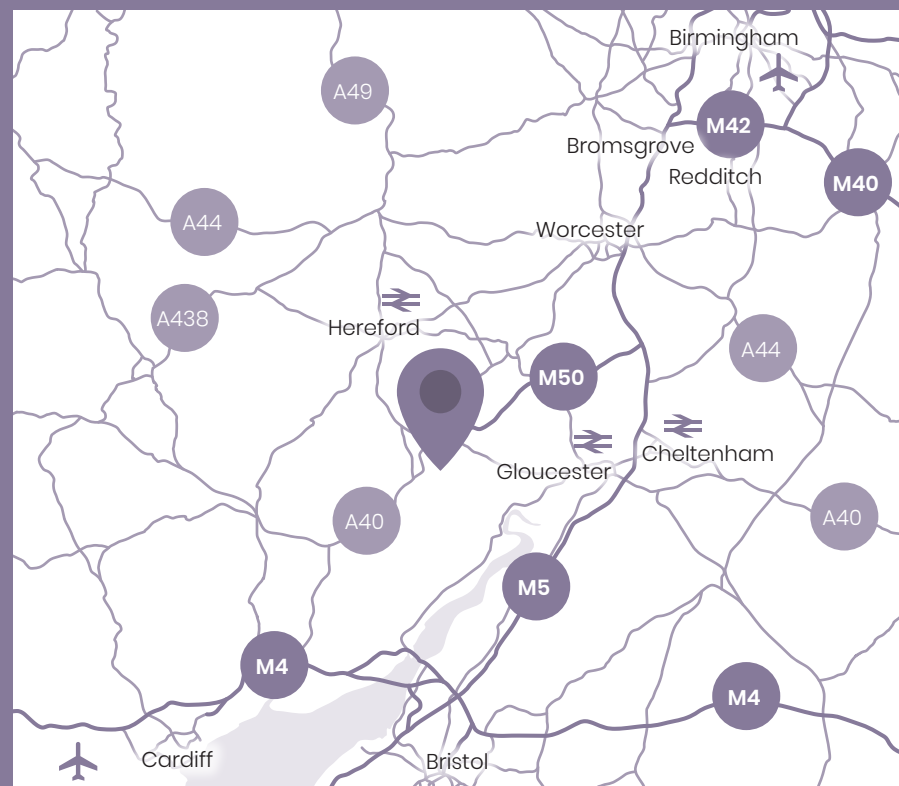 Birmingham
A49
M42
Bromsgrove
Redditch
M40
A44
Worcester
A438
Hereford
A44
M50
Cheltenham
Gloucester
A40
A40
M5
M4
M4
Cardiff
Bristol